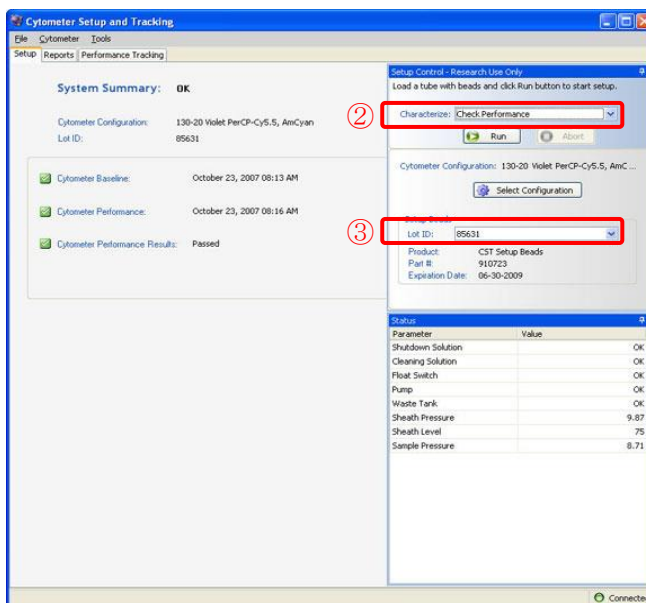 Cytometer Setup and Tracking
File Cytometer Tools
Setup Reports Performance Tracking
System Summary: OK
Cytometer Configuration: 130-20 Violet PerCP-Cy5.5, AmCyan
Lot ID: 85631
Cytometer Baseline: October 23, 2007 08:13 AM
Cytometer Performance: October 23, 2007 08:16 AM
Cytometer Performance Results: Passed
Setup Control - Research Use Only
Load a tube with beads and click Run button to start setup.
② Characterize: Check Performance
Run Abort
Cytometer Configuration: 130-20 Violet PerCP-Cy5.5, AmC ...
Select Configuration
Setup Beads
③ Lot ID: 85631
Product: CST Setup Beads
Part #: 910723
Expiration Date: 06-30-2009
Status
Parameter Value
Shutdown Solution OK
Cleaning Solution OK
Float Switch OK
Pump OK
Waste Tank OK
Sheath Pressure 9.87
Sheath Level 75
Sample Pressure 8.71
Connected